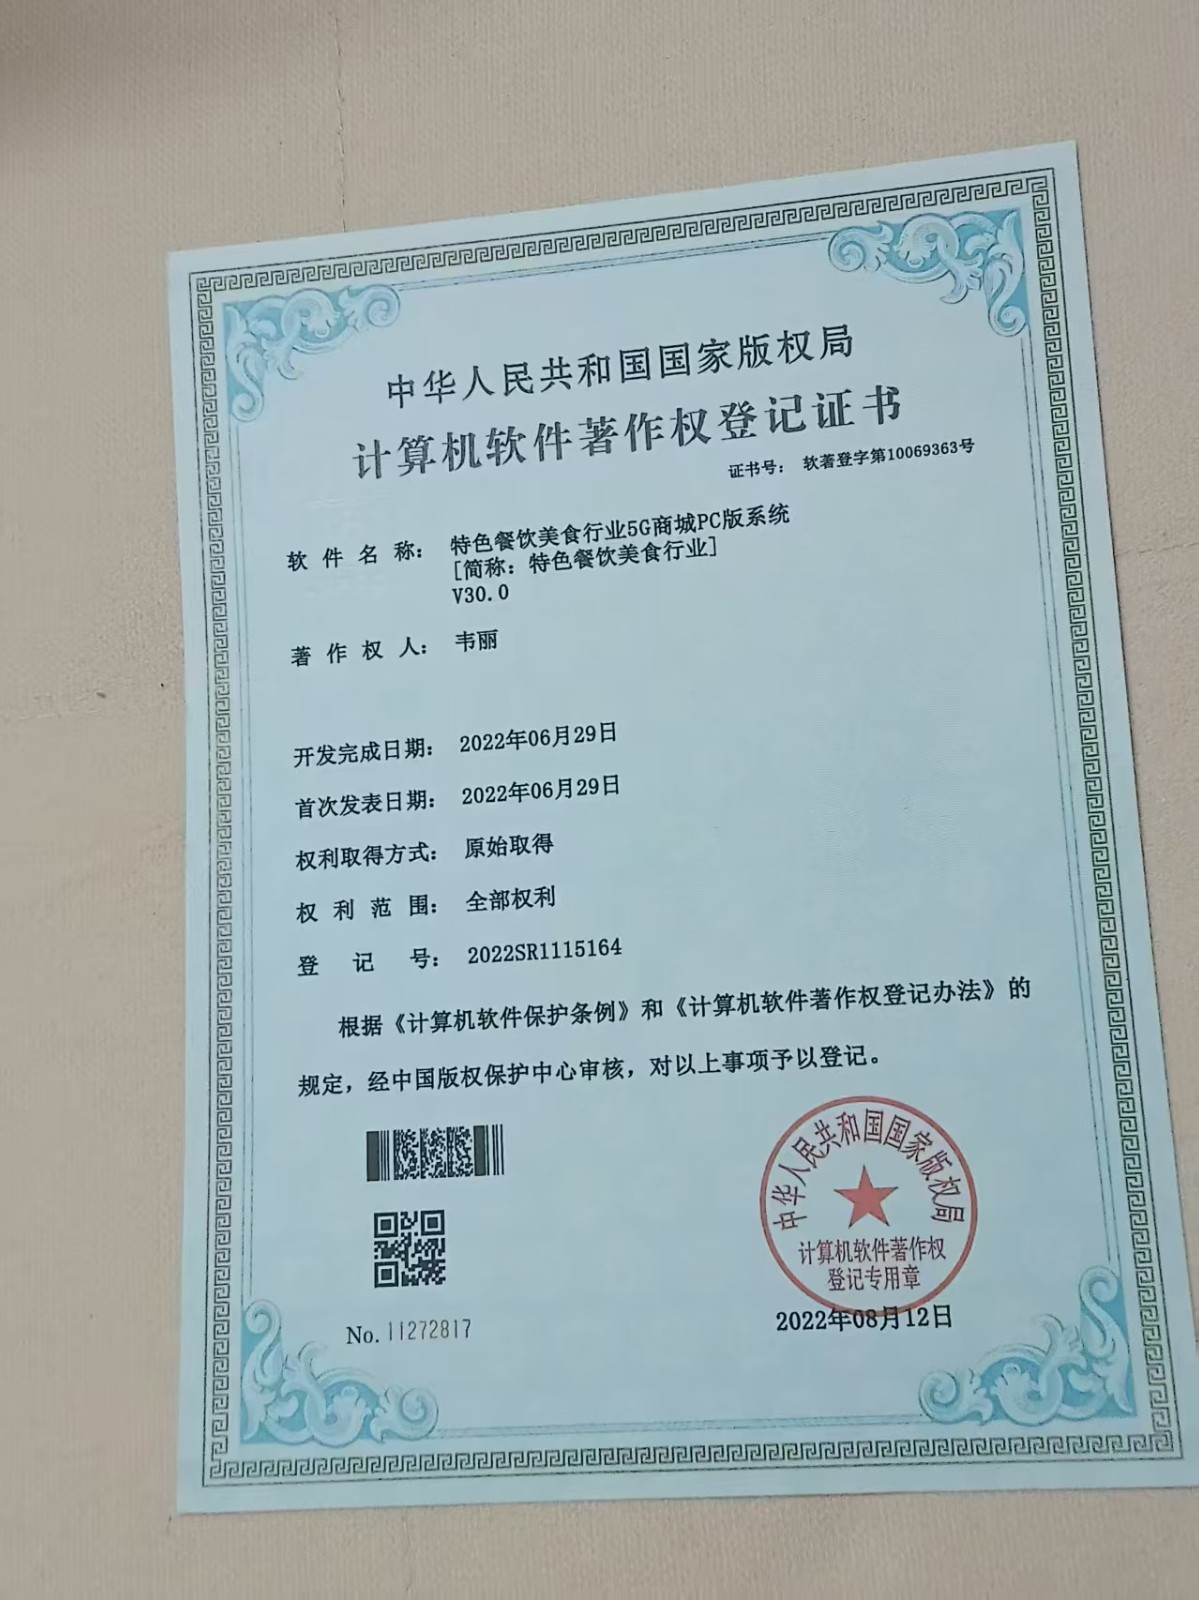 中华人民共和国国家版权局
计算机软件著作权登记证书
证书号： 软著登字第10069363号
软件名称： 特色餐饮美食行业5G商城PC版系统
[简称：特色餐饮美食行业]
V30.0
著作权人： 韦丽
开发完成日期： 2022年06月29日
首次发表日期： 2022年06月29日
权利取得方式： 原始取得
权利范围： 全部权利
登记号： 2022SR1115164
根据《计算机软件保护条例》和《计算机软件著作权登记办法》的
规定，经中国版权保护中心审核，对以上事项予以登记。
中华人民共和国国家版权局
计算机软件著作权
登记专用章
No. 11272817
2022年08月12日